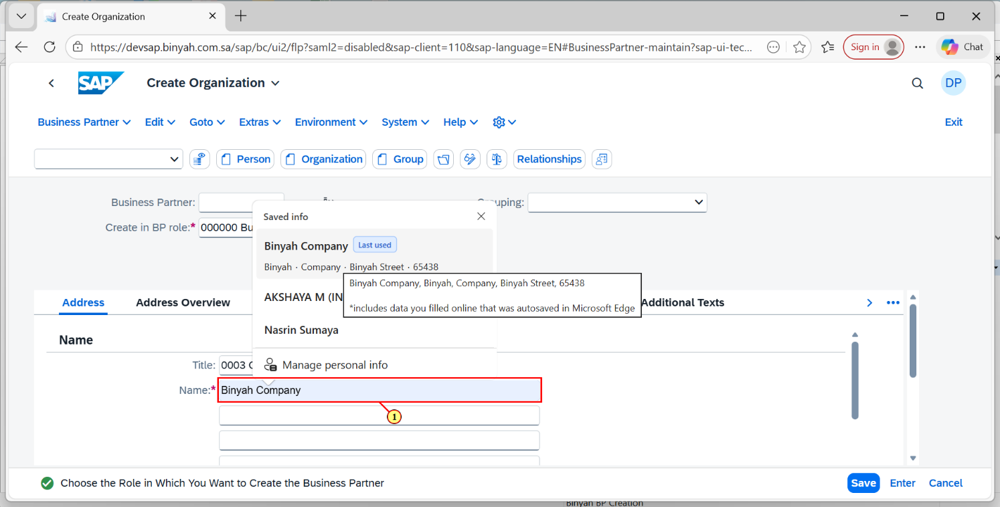 Create Organization
https://devsap.binyah.com.sa/sap/bc/ui2/flp?saml2=disabled&sap-client=110&sap-language=EN#BusinessPartner-maintain?sap-ui-tec...
Sign in
Chat
SAP
Create Organization
DP
Business Partner
Edit
Goto
Extras
Environment
System
Help
Exit
Person
Organization
Group
Relationships
Business Partner:
Grouping:
Create in BP role:*
000000 Bu
Saved info
Binyah Company
Last used
Binyah · Company · Binyah Street · 65438
Binyah Company, Binyah, Company, Binyah Street, 65438
*includes data you filled online that was autosaved in Microsoft Edge
AKSHAYA M (IN
Nasrin Sumaya
Manage personal info
Address
Address Overview
Additional Texts
Name
Title:
0003
Name:*
Binyah Company
1
Choose the Role in Which You Want to Create the Business Partner
Save
Enter
Cancel
Binyah BP Creation